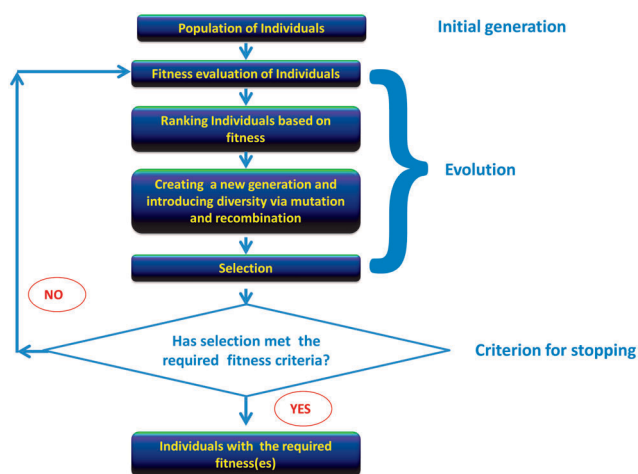 Population of Individuals
Initial generation
Fitness evaluation of Individuals
Ranking Individuals based on
fitness
Creating a new generation and
introducing diversity via mutation
and recombination
Evolution
Selection
NO
Has selection met the
required fitness criteria?
Criterion for stopping
YES
Individuals with the required
fitness(es)